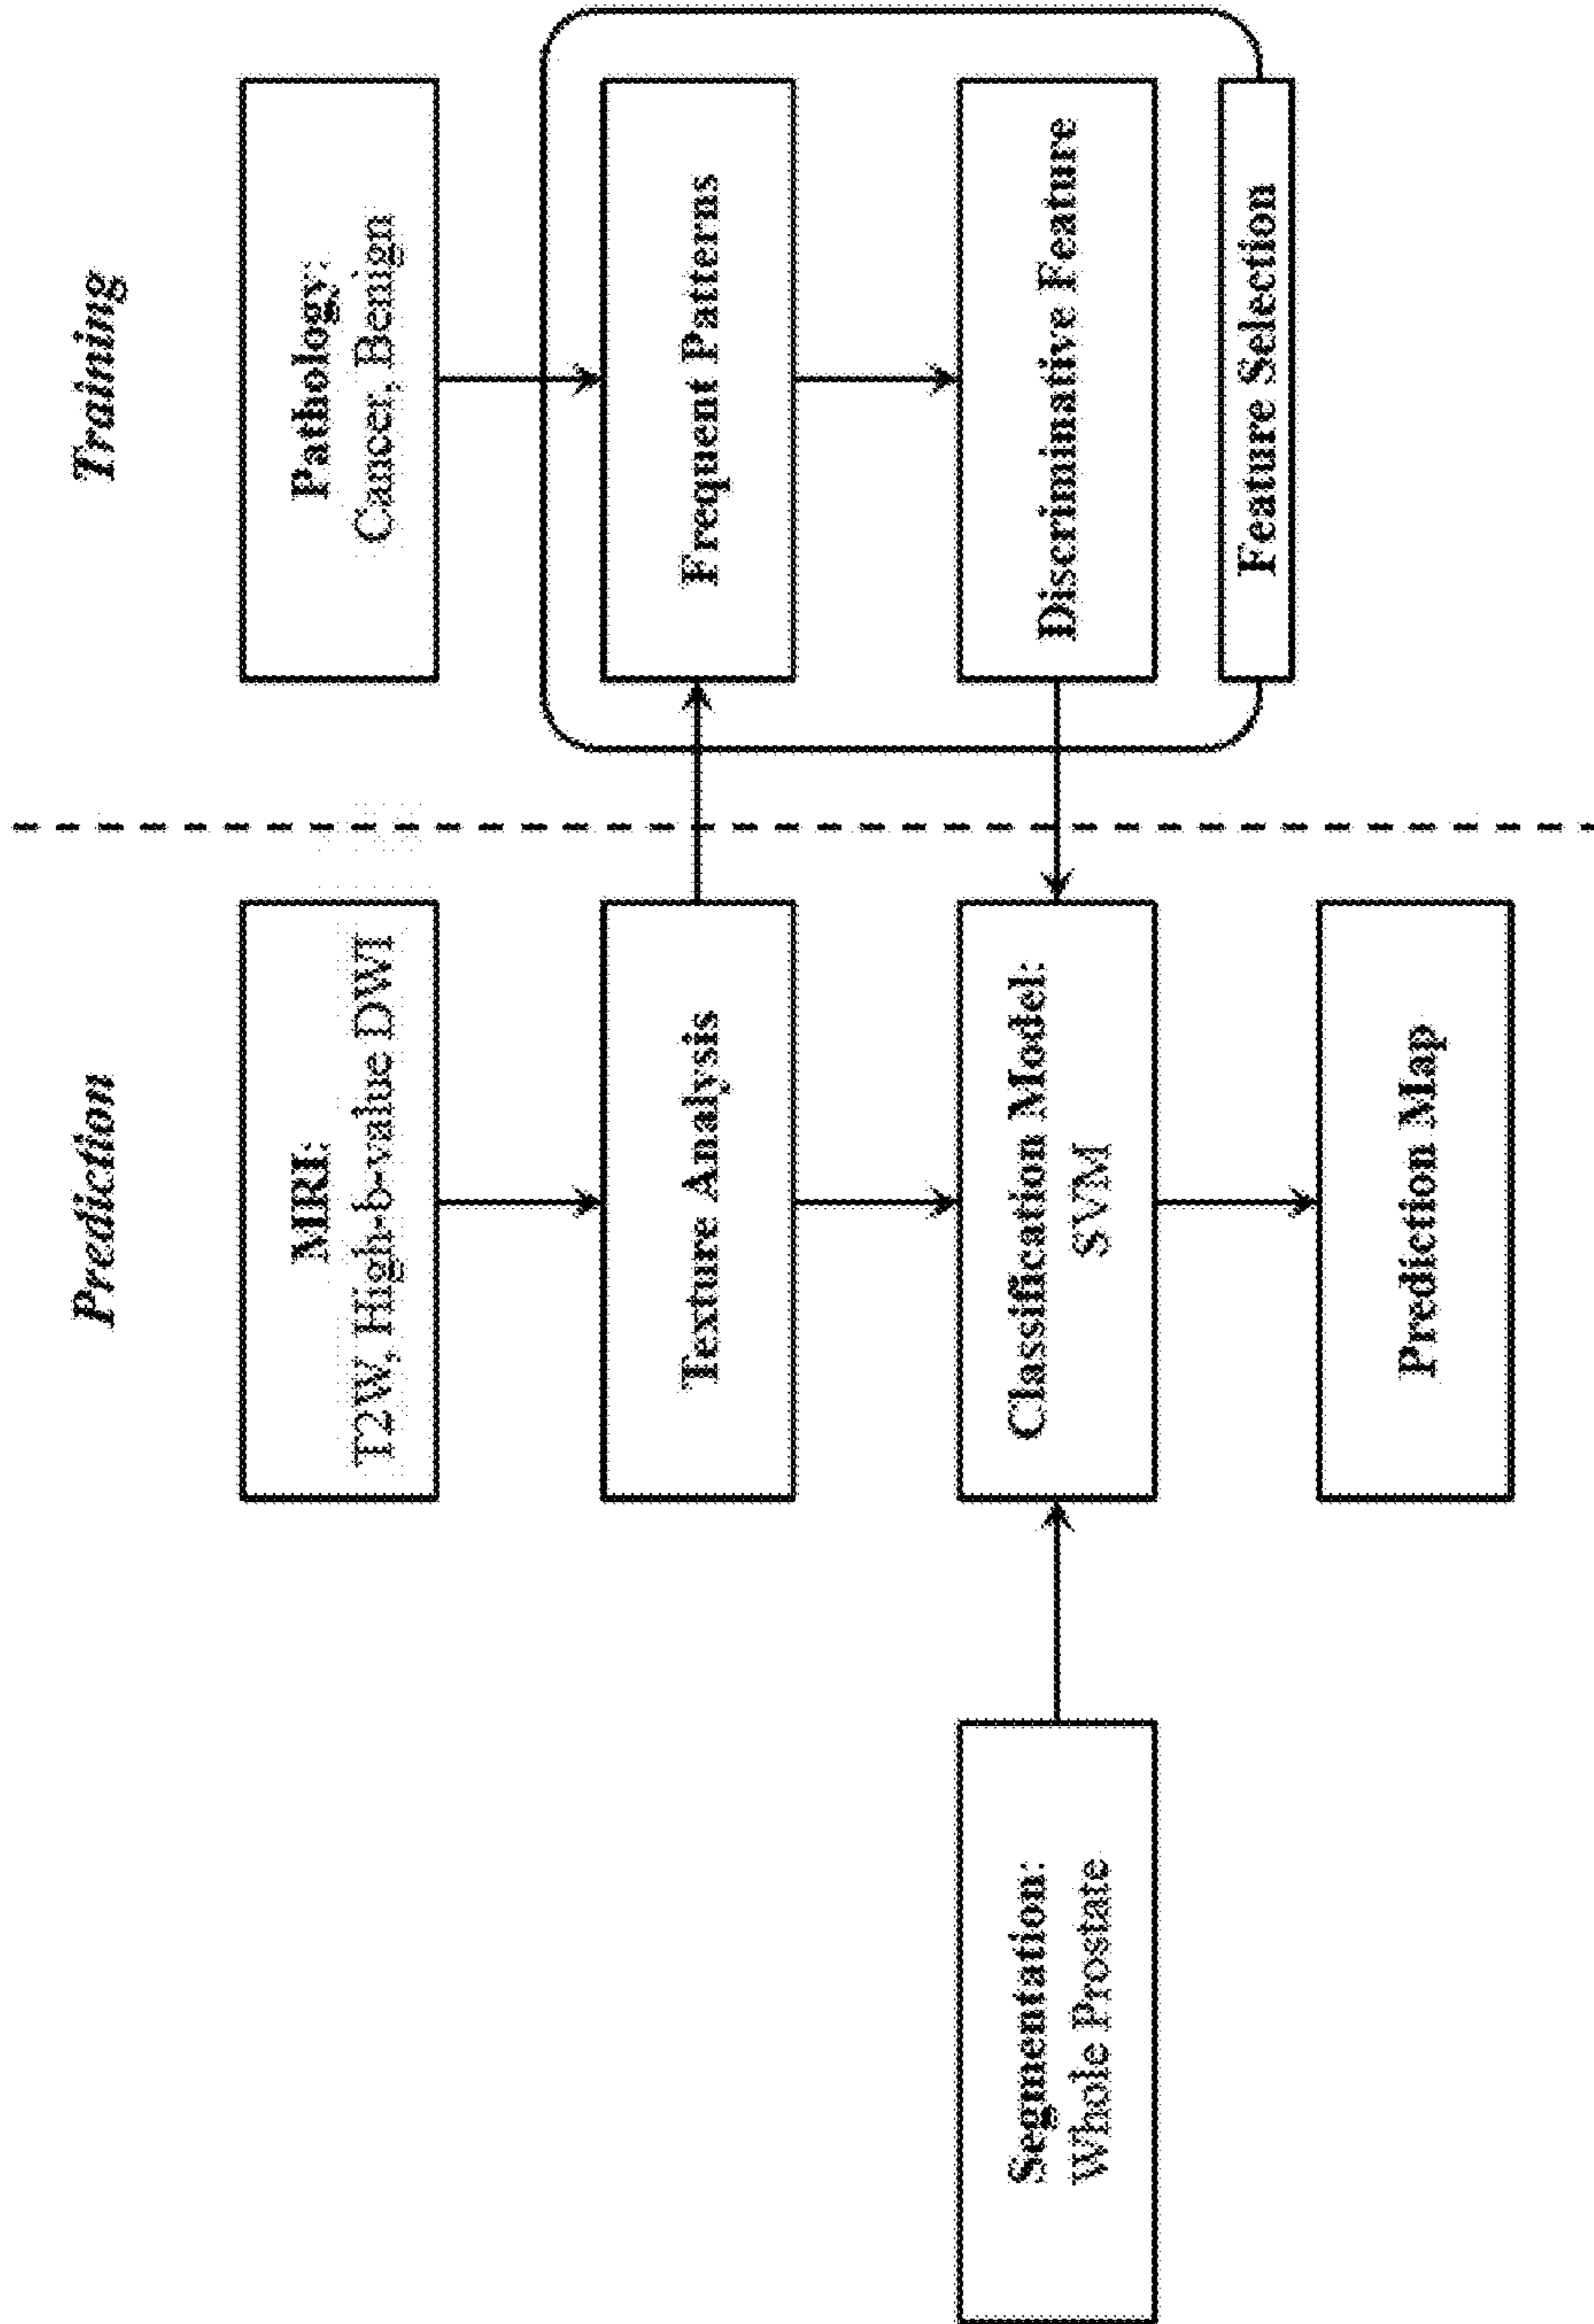 Prediction
Training
MRI:
T2W, High-b-value DWI
Pathology:
Cancer, Benign
Texture Analysis
Frequent Patterns
Segmentation:
Whole Prostate
Classification Model:
SVM
Discriminative Feature
Feature Selection
Prediction Map